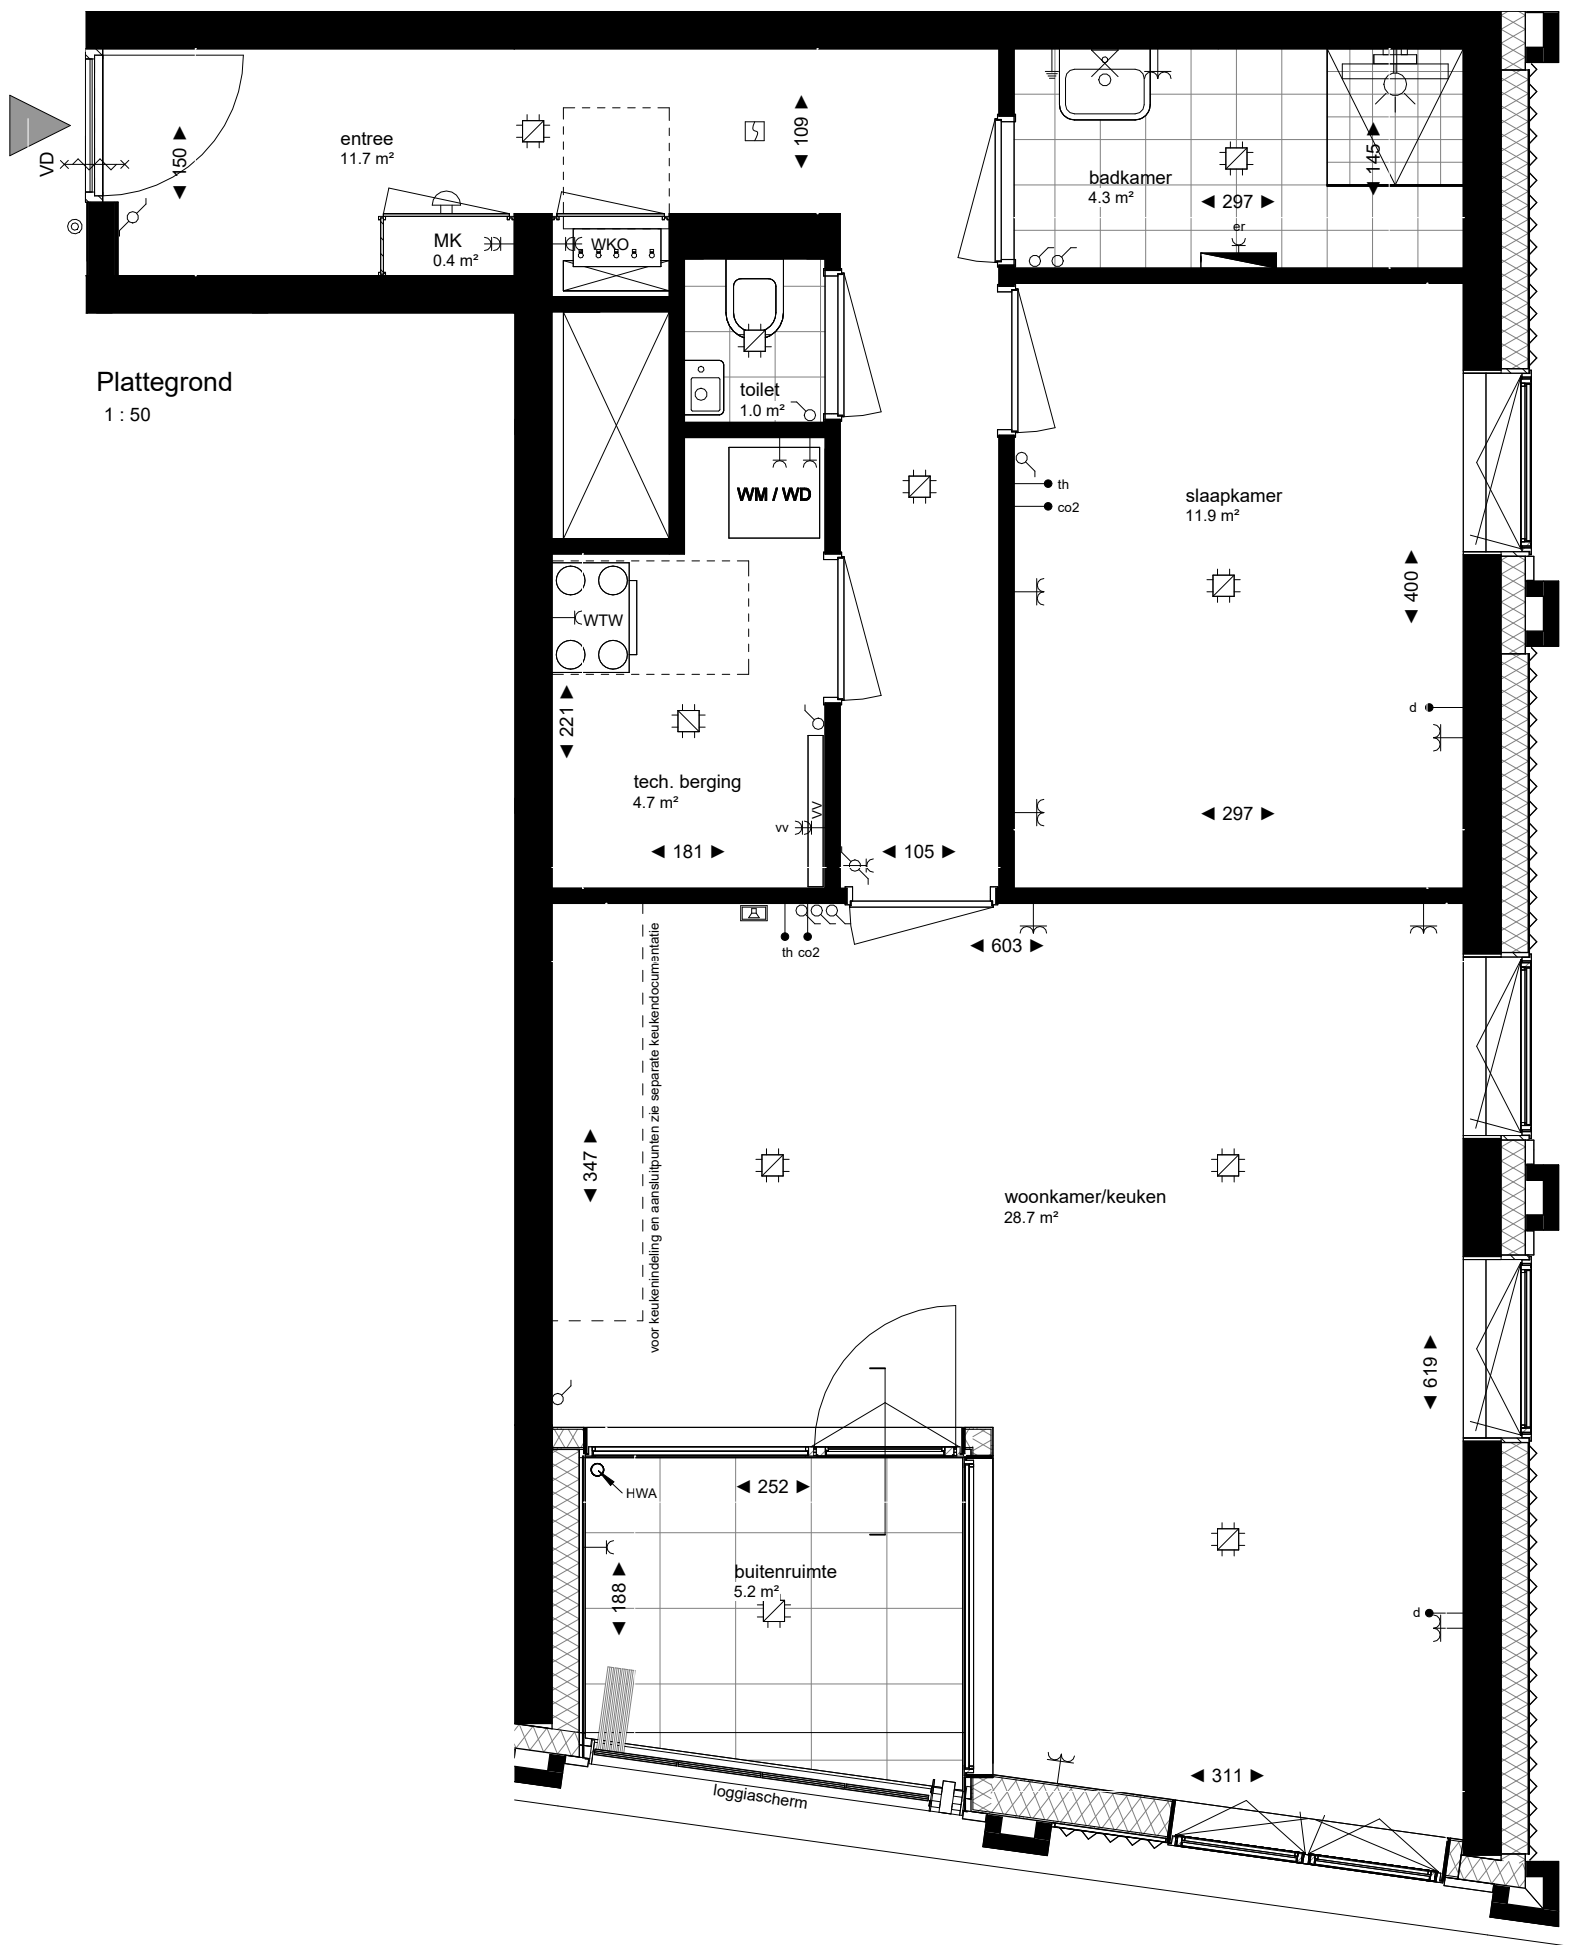 VD
150
entree
11.7 m²
109
MK
0.4 m²
WKO
badkamer
4.3 m²
297
145
er
Plattegrond
1 : 50
toilet
1.0 m²
WM / WD
th
co2
slaapkamer
11.9 m²
400
WTW
221
d
tech. berging
4.7 m²
VV
vv
181
105
297
th co2
603
voor keukenindeling en aansluitpunten zie separate keukendocumentatie
347
woonkamer/keuken
28.7 m²
619
252
HWA
buitenruimte
5.2 m²
188
d
311
loggiascherm